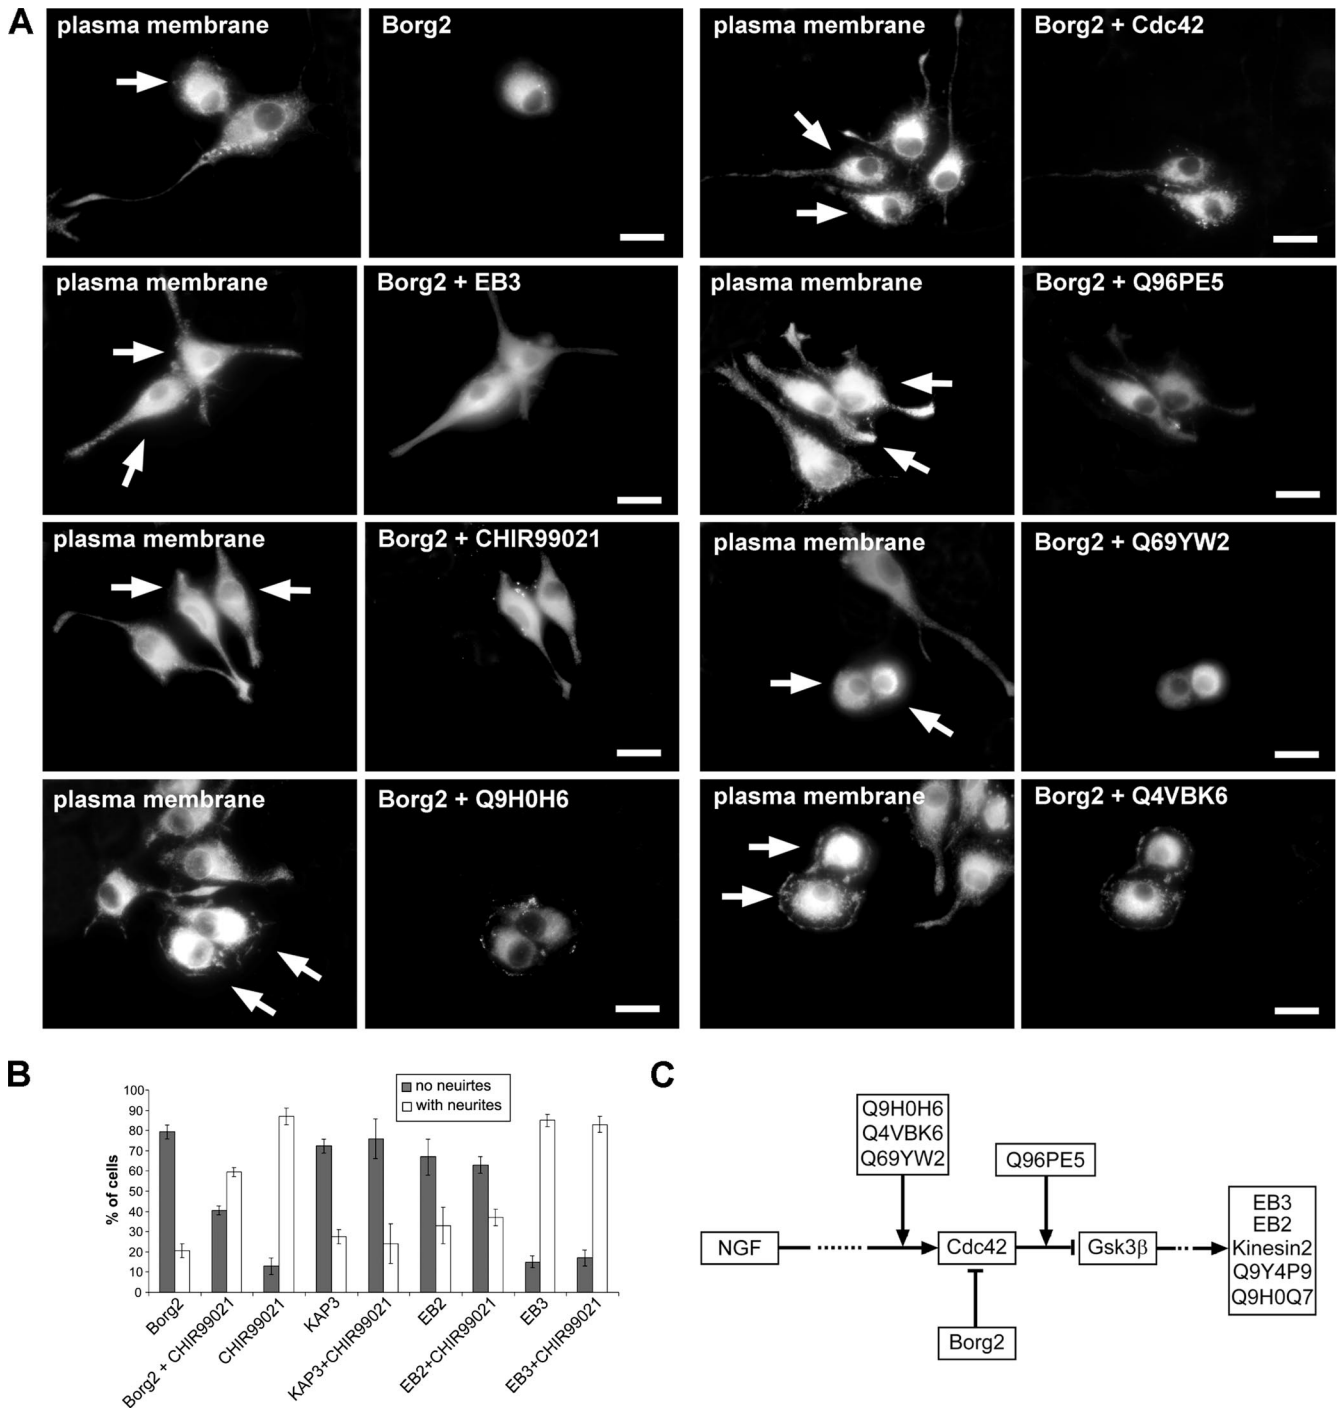 A
plasma membrane
Borg2
plasma membrane
Borg2 + Cdc42
plasma membrane
Borg2 + EB3
plasma membrane
Borg2 + Q96PE5
plasma membrane
Borg2 + CHIR99021
plasma membrane
Borg2 + Q69YW2
plasma membrane
Borg2 + Q9H0H6
plasma membrane
Borg2 + Q4VBK6
B
no neuirtes
with neurites
% of cells
100
90
80
70
60
50
40
30
20
10
0
Borg2
Borg2 + CHIR99021
CHIR99021
KAP3
KAP3+CHIR99021
EB2
EB2+CHIR99021
EB3
EB3+CHIR99021
C
Q9H0H6
Q4VBK6
Q69YW2
Q96PE5
NGF
Cdc42
Gsk3β
EB3
EB2
Kinesin2
Q9Y4P9
Q9H0Q7
Borg2